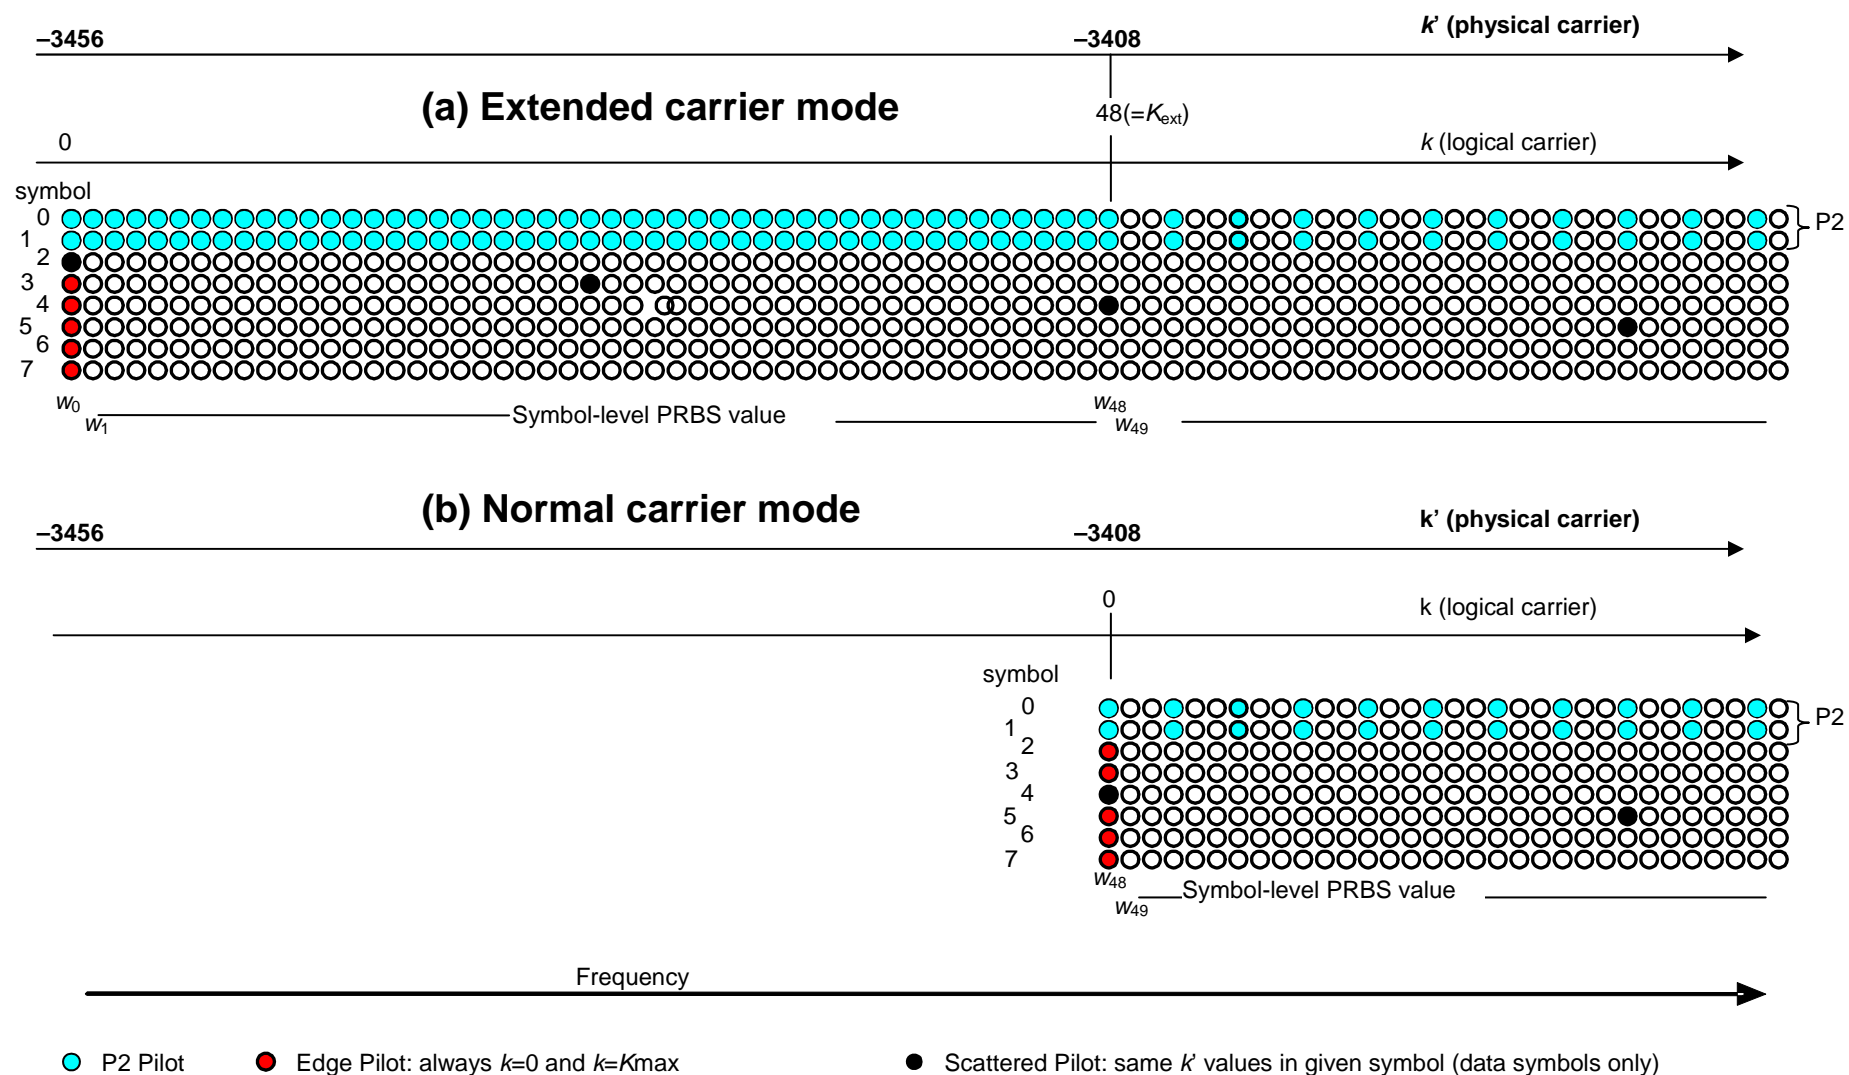 k' (physical carrier)
–3456
–3408
(a) Extended carrier mode
48(=Kext)
0
k (logical carrier)
symbol
0
1
2
3
4
5
6
7
P2
w0
w1
Symbol-level PRBS value
w48
w49
(b) Normal carrier mode
k' (physical carrier)
–3456
–3408
0
k (logical carrier)
symbol
0
1
2
3
4
5
6
7
P2
w48
w49
Symbol-level PRBS value
Frequency
P2 Pilot
Edge Pilot: always k=0 and k=Kmax
Scattered Pilot: same k' values in given symbol (data symbols only)